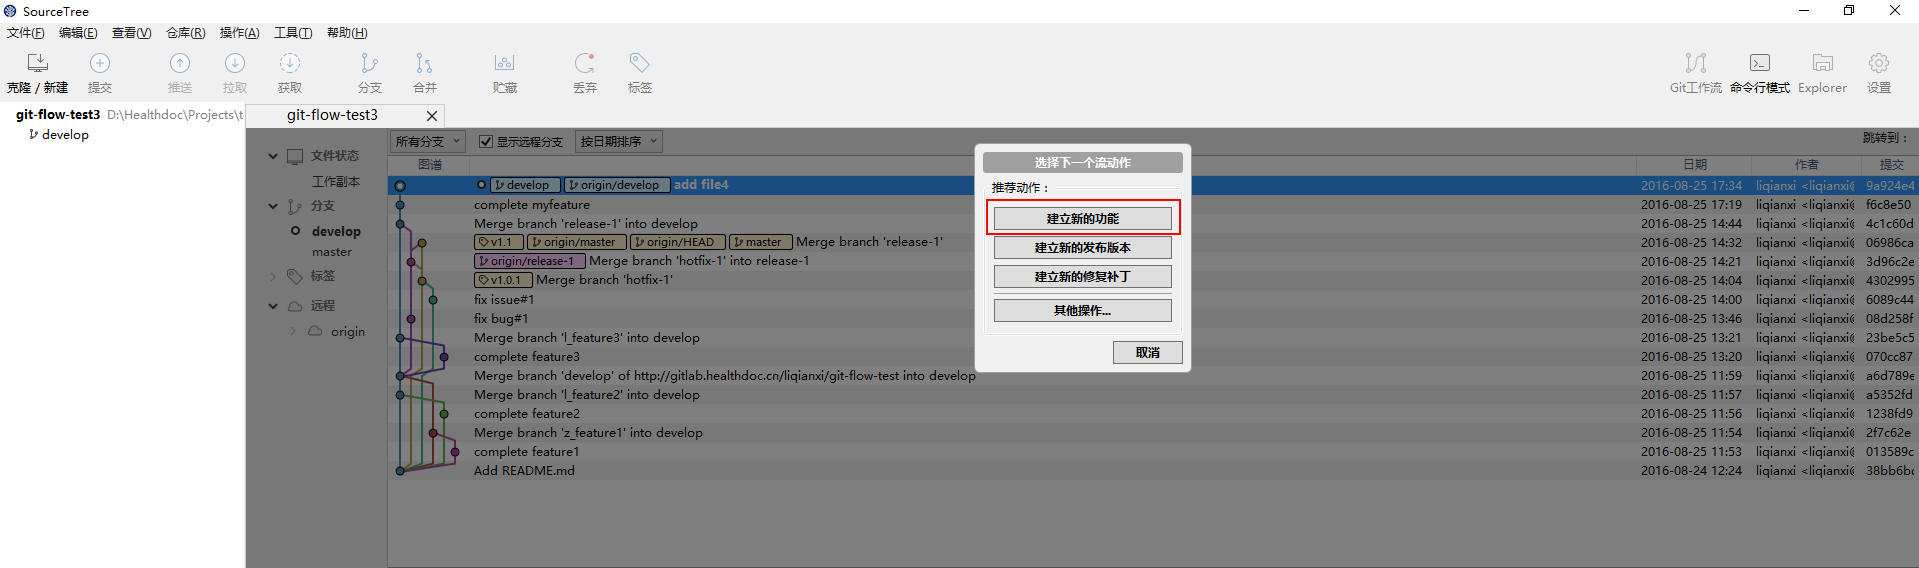 SourceTree
文件(F) 编辑(E) 查看(V) 仓库(R) 操作(A) 工具(T) 帮助(H)
克隆 / 新建 提交 推送 拉取 获取 分支 合并 贮藏 丢弃 标签 Git工作流 命令行模式 Explorer 设置
git-flow-test3 D:\Healthdoc\Projects\t
develop
git-flow-test3
文件状态
工作副本
分支
develop
master
标签
远程
origin
所有分支 显示远程分支 按日期排序 跳转到：
图谱 日期 作者 提交
develop origin/develop add file4 2016-08-25 17:34 liqianxi <liqianxi@ 9a924e4
complete myfeature 2016-08-25 17:19 liqianxi <liqianxi@ f6c8e50
Merge branch 'release-1' into develop 2016-08-25 14:44 liqianxi <liqianxi@ 4c1c60d
v1.1 origin/master origin/HEAD master Merge branch 'release-1' 2016-08-25 14:32 liqianxi <liqianxi@ 06986ca
origin/release-1 Merge branch 'hotfix-1' into release-1 2016-08-25 14:21 liqianxi <liqianxi@ 3d96c2e
v1.0.1 Merge branch 'hotfix-1' 2016-08-25 14:04 liqianxi <liqianxi@ 4302995
fix issue#1 2016-08-25 14:00 liqianxi <liqianxi@ 6089c44
fix bug#1 2016-08-25 13:46 liqianxi <liqianxi@ 08d258f
Merge branch 'l_feature3' into develop 2016-08-25 13:21 liqianxi <liqianxi@ 23be5c5
complete feature3 2016-08-25 13:20 liqianxi <liqianxi@ 070cc87
Merge branch 'develop' of http://gitlab.healthdoc.cn/liqianxi/git-flow-test into develop 2016-08-25 11:59 liqianxi <liqianxi@ a6d789e
Merge branch 'l_feature2' into develop 2016-08-25 11:57 liqianxi <liqianxi@ a5352fd
complete feature2 2016-08-25 11:56 liqianxi <liqianxi@ 1238fd9
Merge branch 'z_feature1' into develop 2016-08-25 11:54 liqianxi <liqianxi@ 2f7c62e
complete feature1 2016-08-25 11:53 liqianxi <liqianxi@ 013589c
Add README.md 2016-08-24 12:24 liqianxi <liqianxi@ 38bb6bc
选择下一个流动作
推荐动作：
建立新的功能
建立新的发布版本
建立新的修复补丁
其他操作...
取消